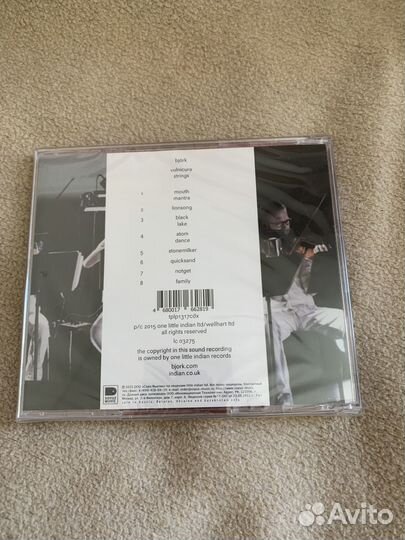 björk
vulnicura
strings
1 mouth
mantra
2 lionsong
3 black
lake
4 atom
dance
5 stonemilker
6 quicksand
7 notget
8 family
4 680017 662819
tplp1317cdx
p/c 2015 one little indian ltd/wellhart ltd
all rights reserved
lc 03275
the copyright in this sound recording
is owned by one little indian records
bjork.com
indian.co.uk
Avito